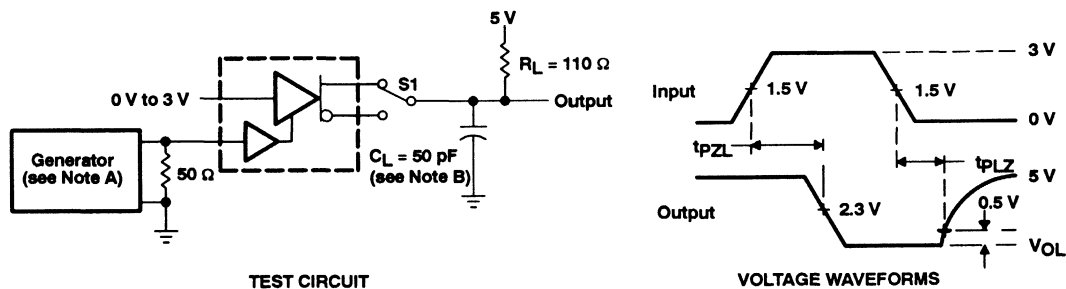 5 V
R_L = 110 Ω
S1
0 V to 3 V
Output
Generator
(see Note A)
50 Ω
C_L = 50 pF
(see Note B)
TEST CIRCUIT
3 V
Input
1.5 V
1.5 V
0 V
t_PZL
t_PLZ
5 V
0.5 V
Output
2.3 V
V_OL
VOLTAGE WAVEFORMS